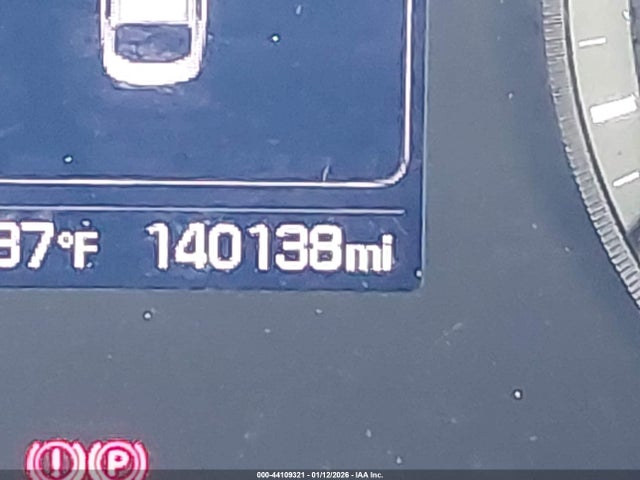 37°F 140138mi
! P
000-44109321 - 01/12/2026 - IAA Inc.